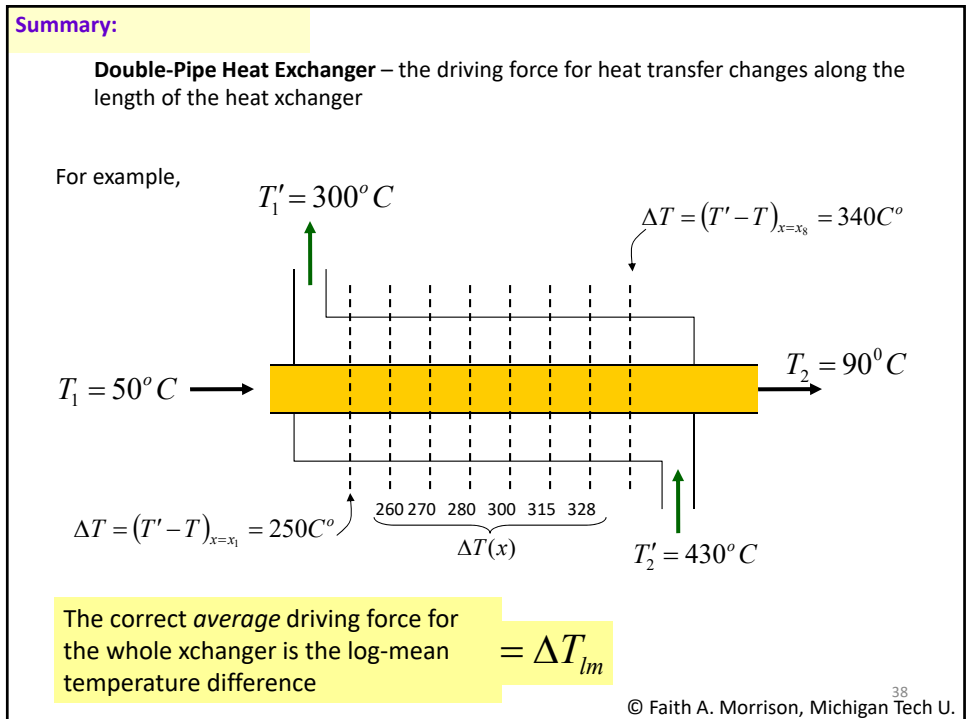 Summary:
Double-Pipe Heat Exchanger – the driving force for heat transfer changes along the
length of the heat xchanger
For example,
T₁′ = 300° C
ΔT = (T′ − T)ₓ₌ₓ₈ = 340C°
T₁ = 50° C
T₂ = 90⁰ C
260 270 280 300 315 328
ΔT = (T′ − T)ₓ₌ₓ₁ = 250C°
ΔT(x)
T₂′ = 430° C
The correct average driving force for
the whole xchanger is the log-mean
temperature difference
= ΔT_lm
38
© Faith A. Morrison, Michigan Tech U.